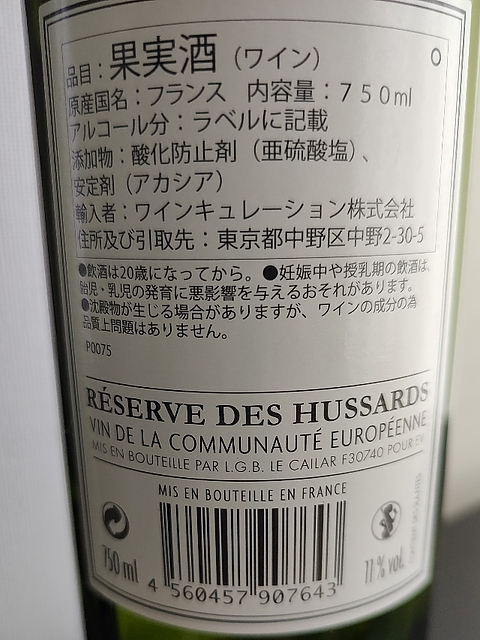 品目：果実酒（ワイン）
原産国名：フランス 内容量：７５０ml
アルコール分：ラベルに記載
添加物：酸化防止剤（亜硫酸塩）、
安定剤（アカシア）
輸入者：ワインキュレーション株式会社
住所及び引取先：東京都中野区中野2-30-5
●飲酒は20歳になってから。●妊娠中や授乳期の飲酒は、
胎児・乳児の発育に悪影響を与えるおそれがあります。
●沈殿物が生じる場合がありますが、ワインの成分の為
品質上問題はありません。
P0075
RÉSERVE DES HUSSARDS
VIN DE LA COMMUNAUTÉ EUROPÉENNE
MIS EN BOUTEILLE PAR L.G.B. LE CAILAR F30740 POUR
MIS EN BOUTEILLE EN FRANCE
750 ml
11% vol.
4 560457 907643